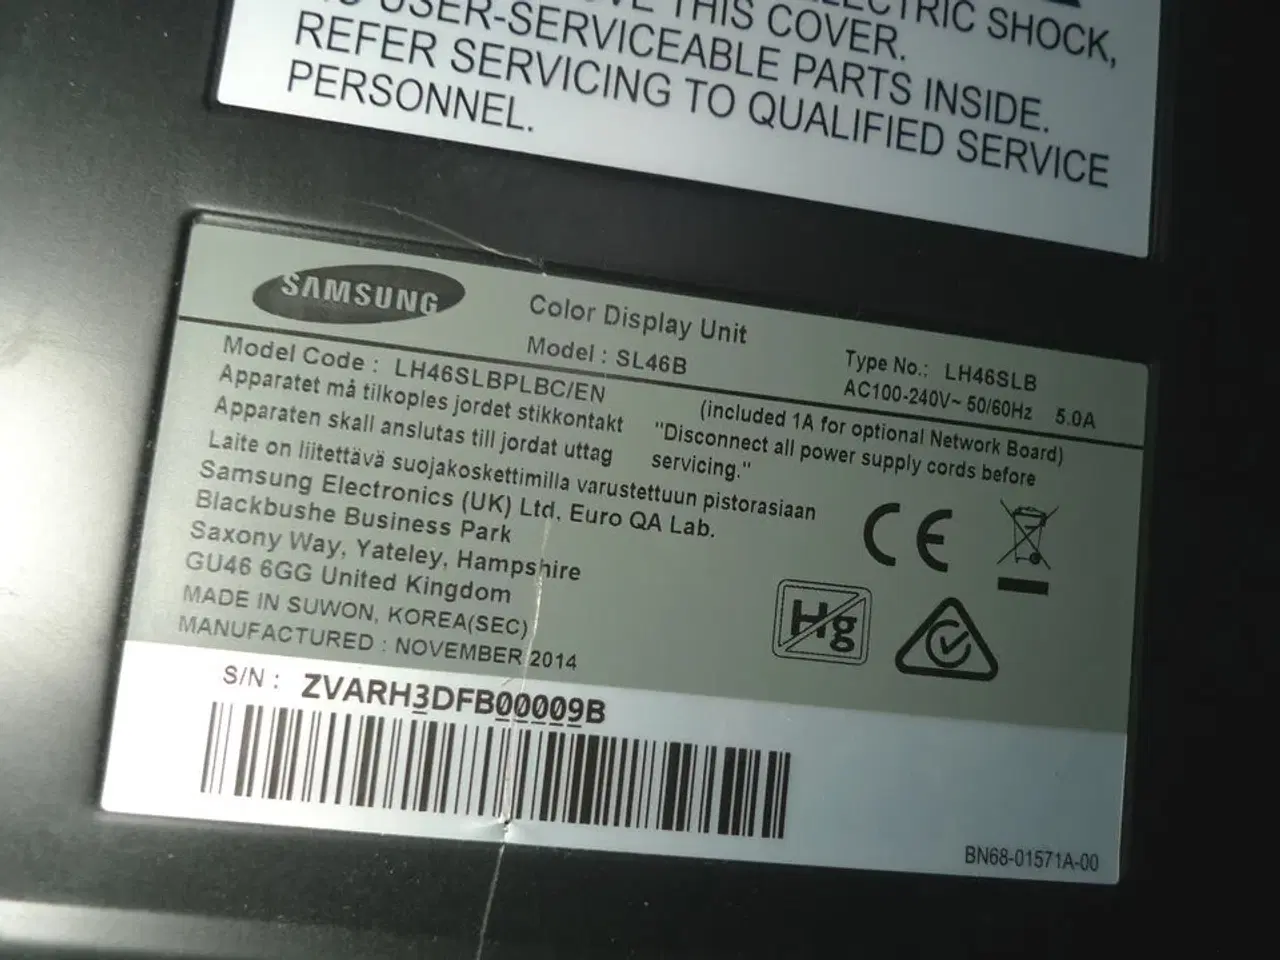 THIS COVER.
ELECTRIC SHOCK,
USER-SERVICEABLE PARTS INSIDE.
REFER SERVICING TO QUALIFIED SERVICE
PERSONNEL.
SAMSUNG
Color Display Unit
Model : SL46B
Type No.: LH46SLB
AC100-240V~ 50/60Hz 5.0A
Model Code : LH46SLBPLBC/EN
(included 1A for optional Network Board)
Apparatet må tilkoples jordet stikkontakt
"Disconnect all power supply cords before
Apparaten skall anslutas till jordat uttag
servicing."
Laite on liitettävä suojakoskettimilla varustettuun pistorasiaan
Samsung Electronics (UK) Ltd, Euro QA Lab.
Blackbushe Business Park
Saxony Way, Yateley, Hampshire
GU46 6GG United Kingdom
MADE IN SUWON, KOREA(SEC)
MANUFACTURED : NOVEMBER 2014
CE
Hg
S/N : ZVARH3DFB00009B
BN68-01571A-00